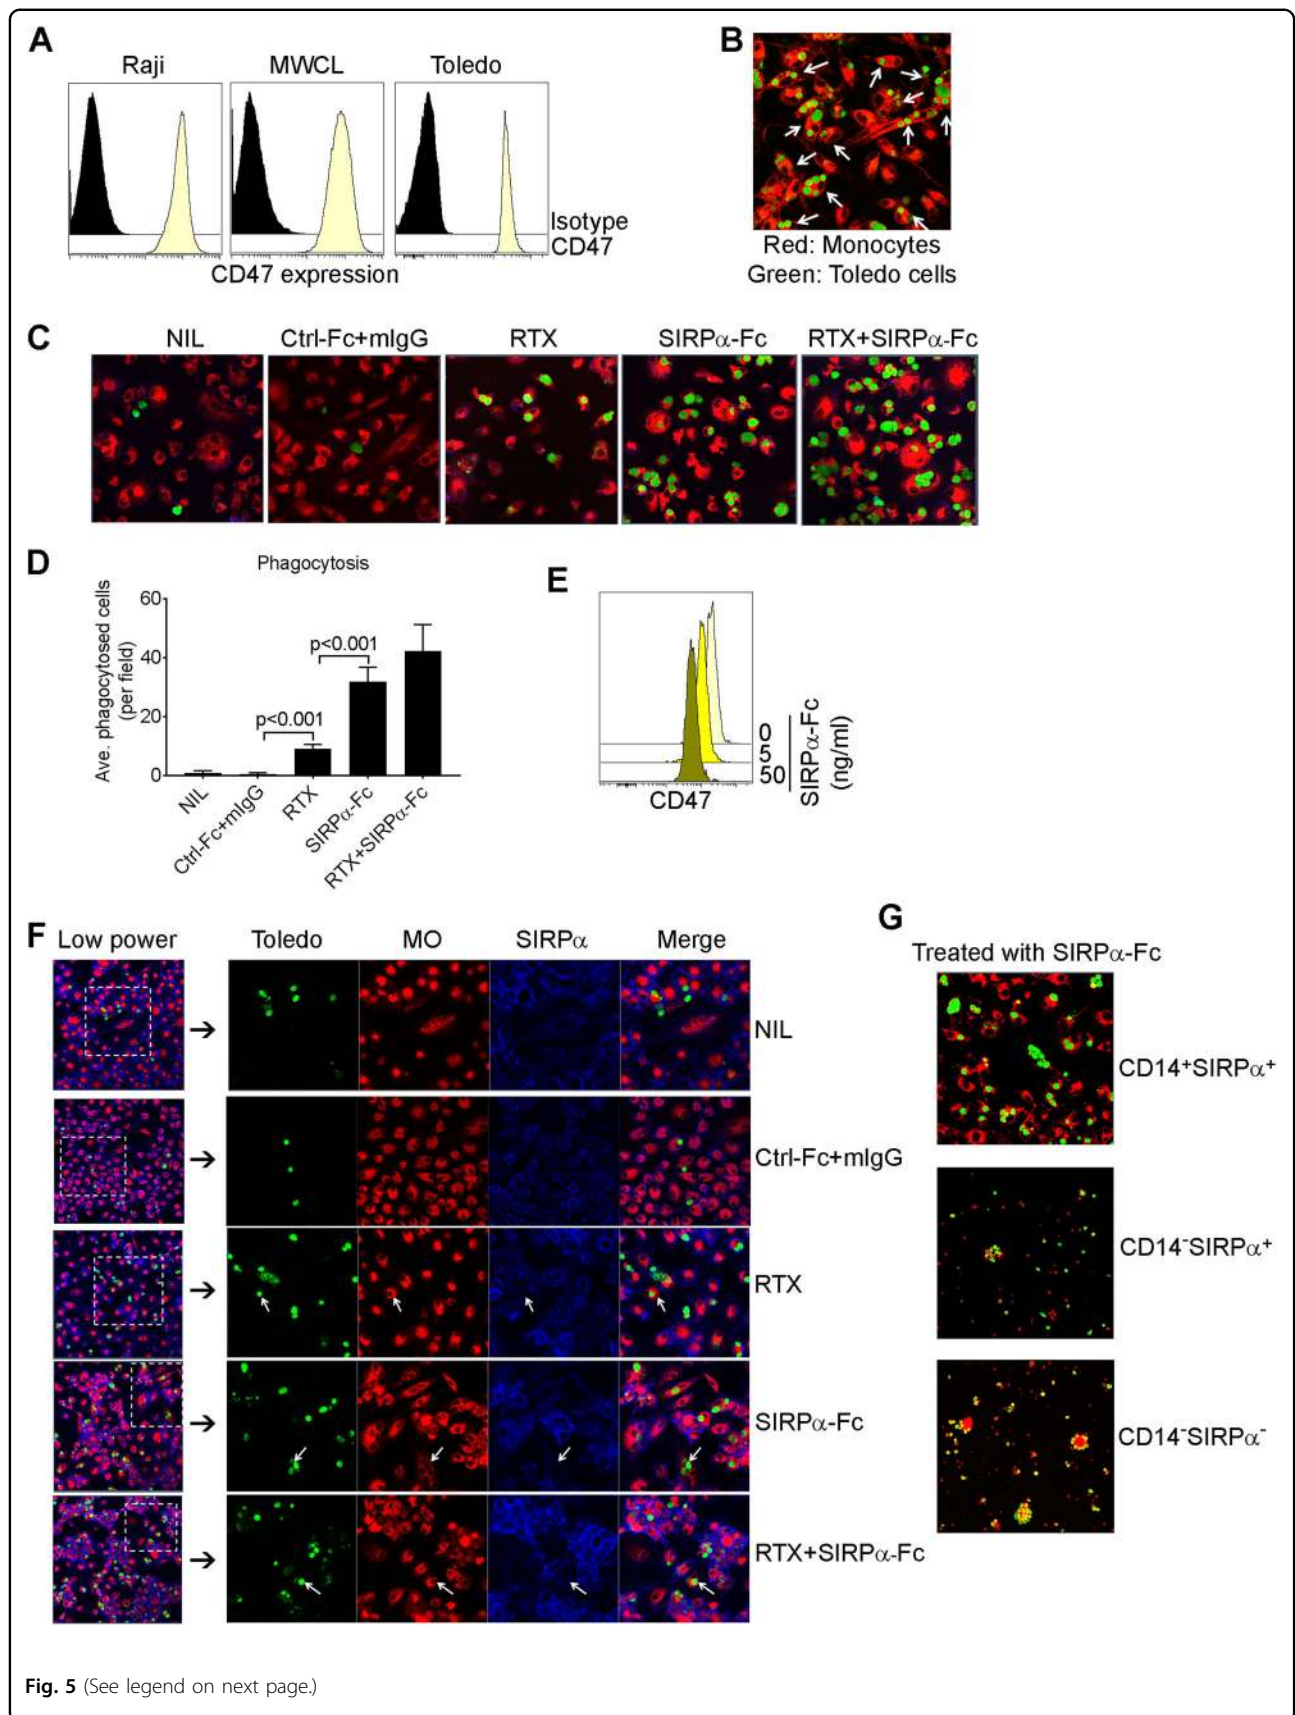 A
Raji
MWCL
Toledo
Isotype
CD47
CD47 expression
B
Red: Monocytes
Green: Toledo cells
C
NIL
Ctrl-Fc+mIgG
RTX
SIRPα-Fc
RTX+SIRPα-Fc
D
Phagocytosis
Ave. phagocytosed cells
(per field)
60
40
20
0
p<0.001
p<0.001
NIL
Ctrl-Fc+mIgG
RTX
SIRPα-Fc
RTX+SIRPα-Fc
E
0
5
50
SIRPα-Fc
(ng/ml)
CD47
F
Low power
Toledo
MO
SIRPα
Merge
NIL
Ctrl-Fc+mIgG
RTX
SIRPα-Fc
RTX+SIRPα-Fc
G
Treated with SIRPα-Fc
CD14⁺SIRPα⁺
CD14⁻SIRPα⁺
CD14⁻SIRPα⁻
Fig. 5 (See legend on next page.)